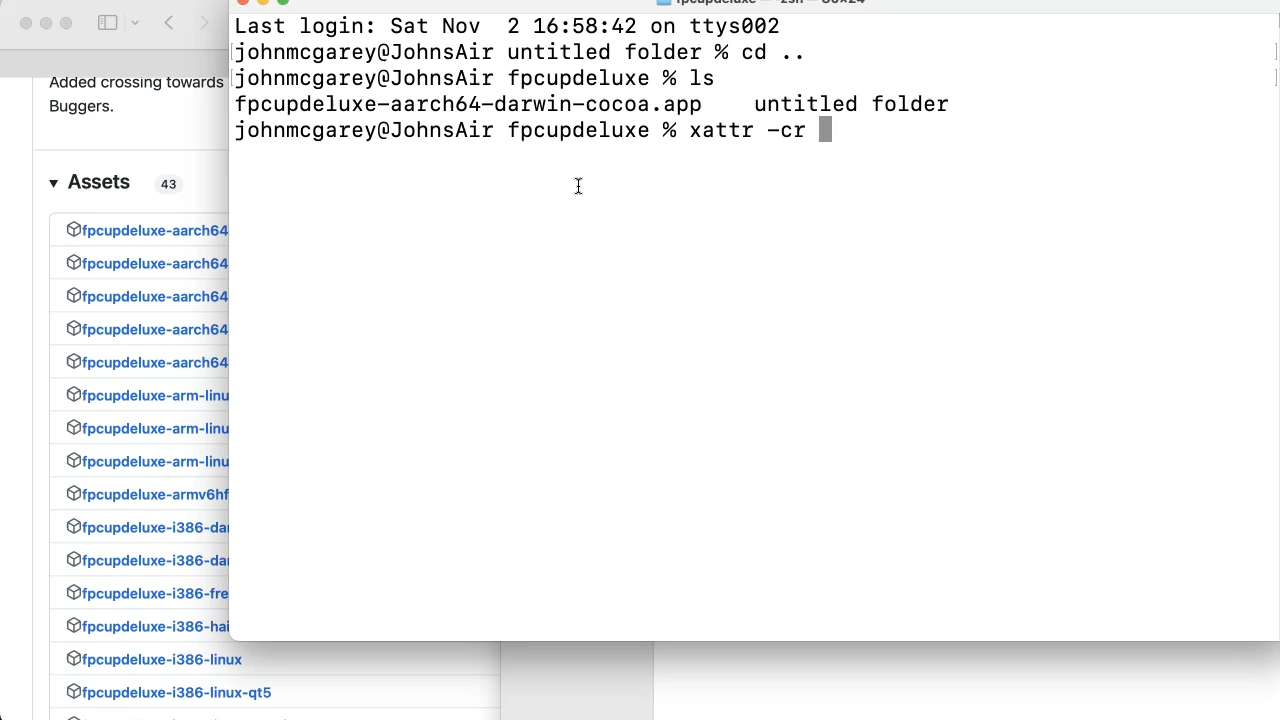 fpcupdeluxe — -zsh — 80×24
Last login: Sat Nov  2 16:58:42 on ttys002
johnmcgarey@JohnsAir untitled folder % cd ..
johnmcgarey@JohnsAir fpcupdeluxe % ls
fpcupdeluxe-aarch64-darwin-cocoa.app    untitled folder
johnmcgarey@JohnsAir fpcupdeluxe % xattr -cr
Added crossing towards
Buggers.
Assets 43
fpcupdeluxe-aarch64
fpcupdeluxe-aarch64
fpcupdeluxe-aarch64
fpcupdeluxe-aarch64
fpcupdeluxe-aarch64
fpcupdeluxe-arm-linu
fpcupdeluxe-arm-linu
fpcupdeluxe-arm-linu
fpcupdeluxe-armv6hf
fpcupdeluxe-i386-dar
fpcupdeluxe-i386-dar
fpcupdeluxe-i386-fre
fpcupdeluxe-i386-hai
fpcupdeluxe-i386-linux
fpcupdeluxe-i386-linux-qt5